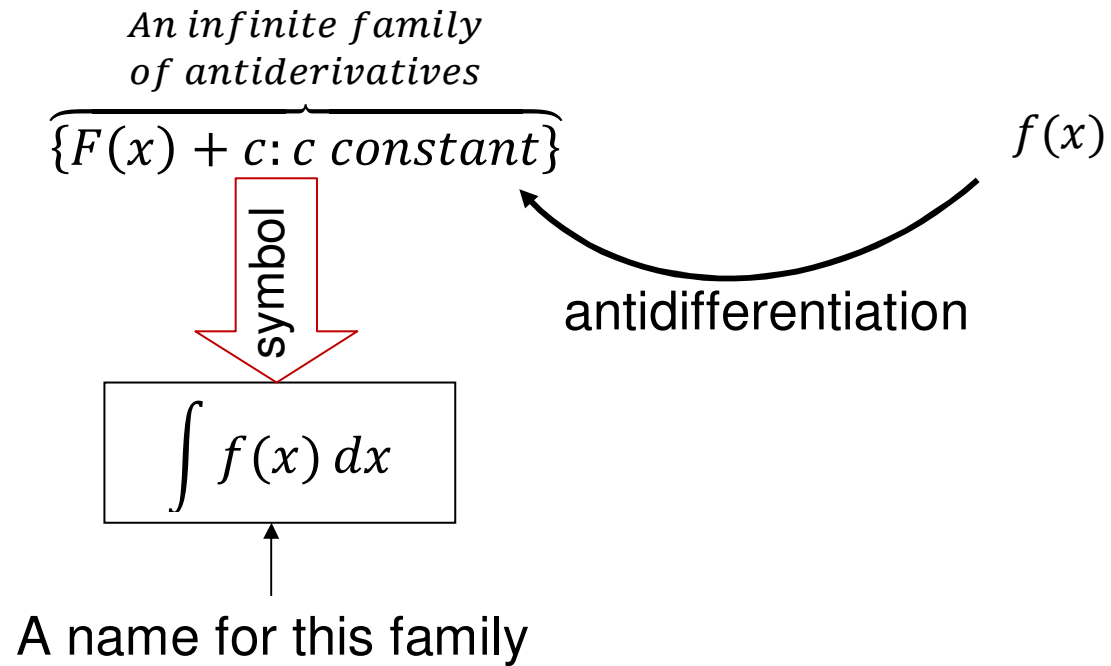 An infinite family
of antiderivatives
{F(x) + c: c constant}
f(x)
symbol
antidifferentiation
∫ f(x) dx
A name for this family